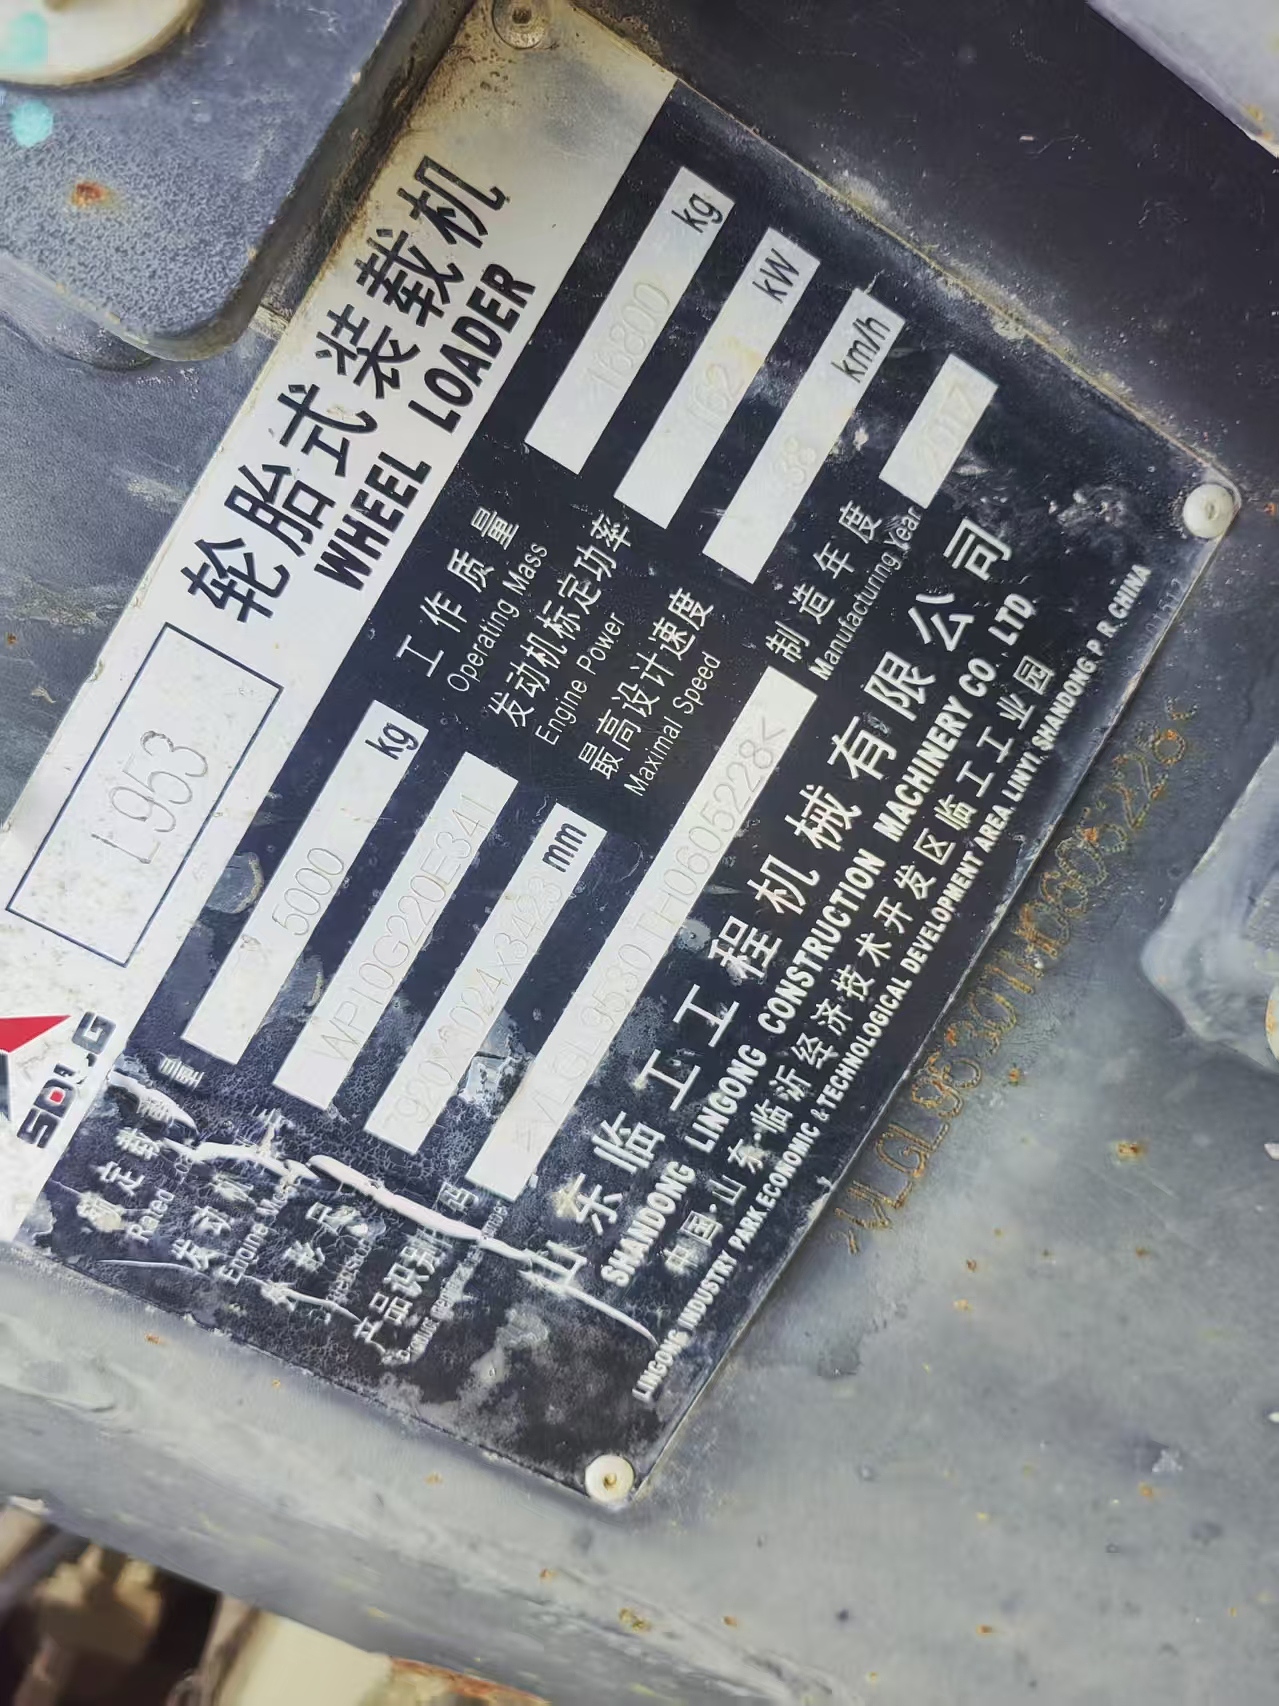 轮胎式装载机
WHEEL LOADER
L953
SDLG
额定载 量 5000 kg
Rated
发动机 号 WP10G220E341
Engine
外 形 尺 7920×3024×3423 mm
产品识别 码 VLGL9530TH0605228<
工作质量 16800 kg
Operating Mass
发动机标定功率 162 kW
Engine Power
最高设计速度 38 km/h
Maximal Speed
制造年度 2017
Manufacturing Year
山东临工工程机械有限公司
SHANDONG LINGONG CONSTRUCTION MACHINERY CO., LTD
中国·山东·临沂经济技术开发区临工工业园
LINGONG INDUSTRY PARK, ECONOMIC & TECHNOLOGICAL DEVELOPMENT AREA, LINYI, SHANDONG, P. R. CHINA
VLGL9530TH0605228<